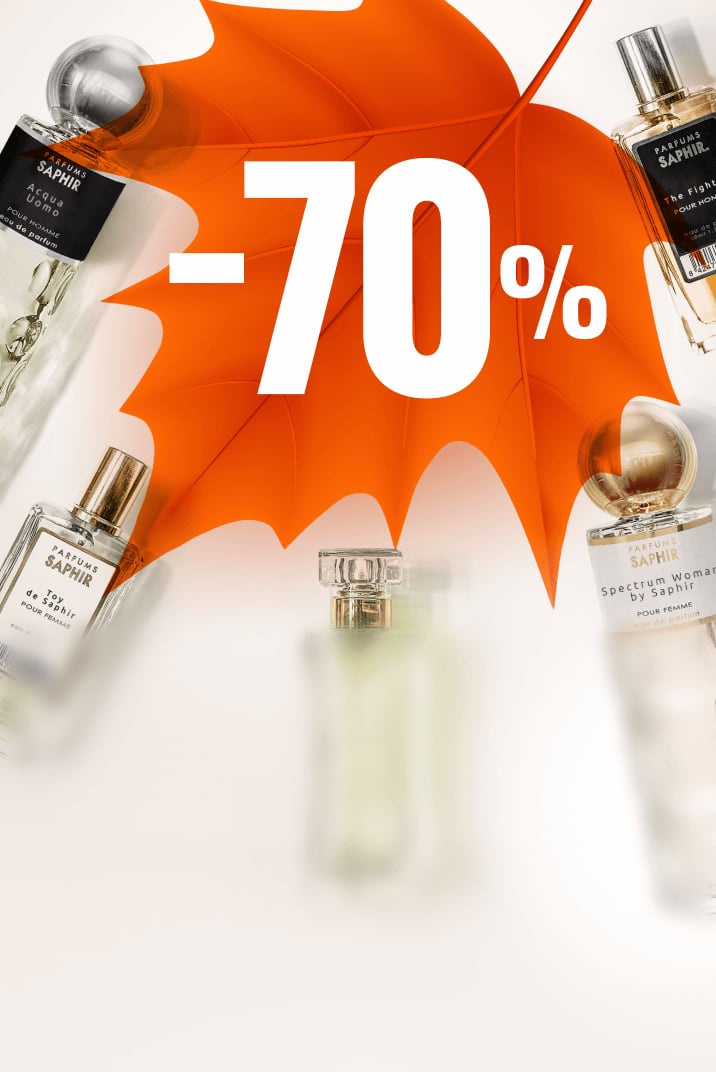 -70%
PARFUMS
SAPHIR
Acqua
Uomo
POUR HOMME
eau de parfum
PARFUMS
SAPHIR.
The Fight
POUR HOM
PARFUMS
SAPHIR
Toy
de Saphir
POUR FEMME
PARFUMS
SAPHIR
Spectrum Woman
by Saphir
POUR FEMME
eau de parfum